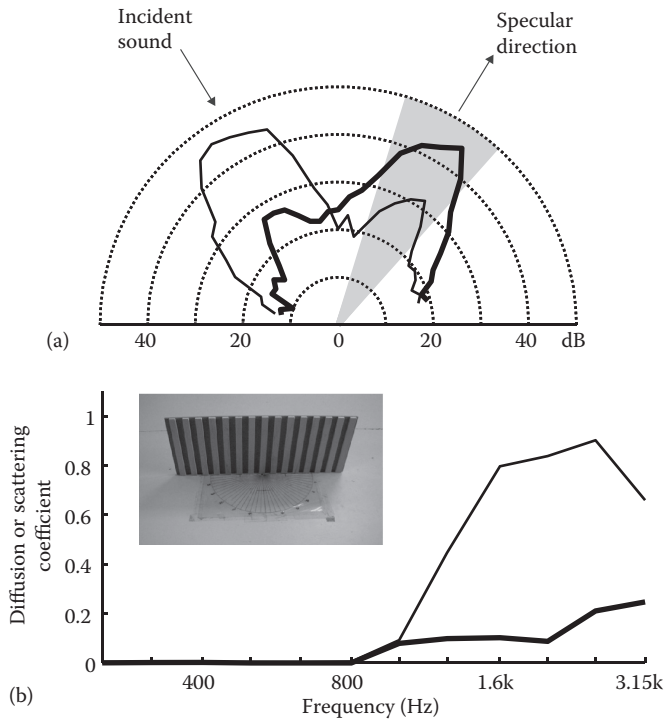 Incident
sound
Specular
direction
(a)
40
20
0
20
40
dB
1
0.8
0.6
0.4
0.2
0
Diffusion or scattering
coefficient
400
800
1.6k
3.15k
Frequency (Hz)
(b)